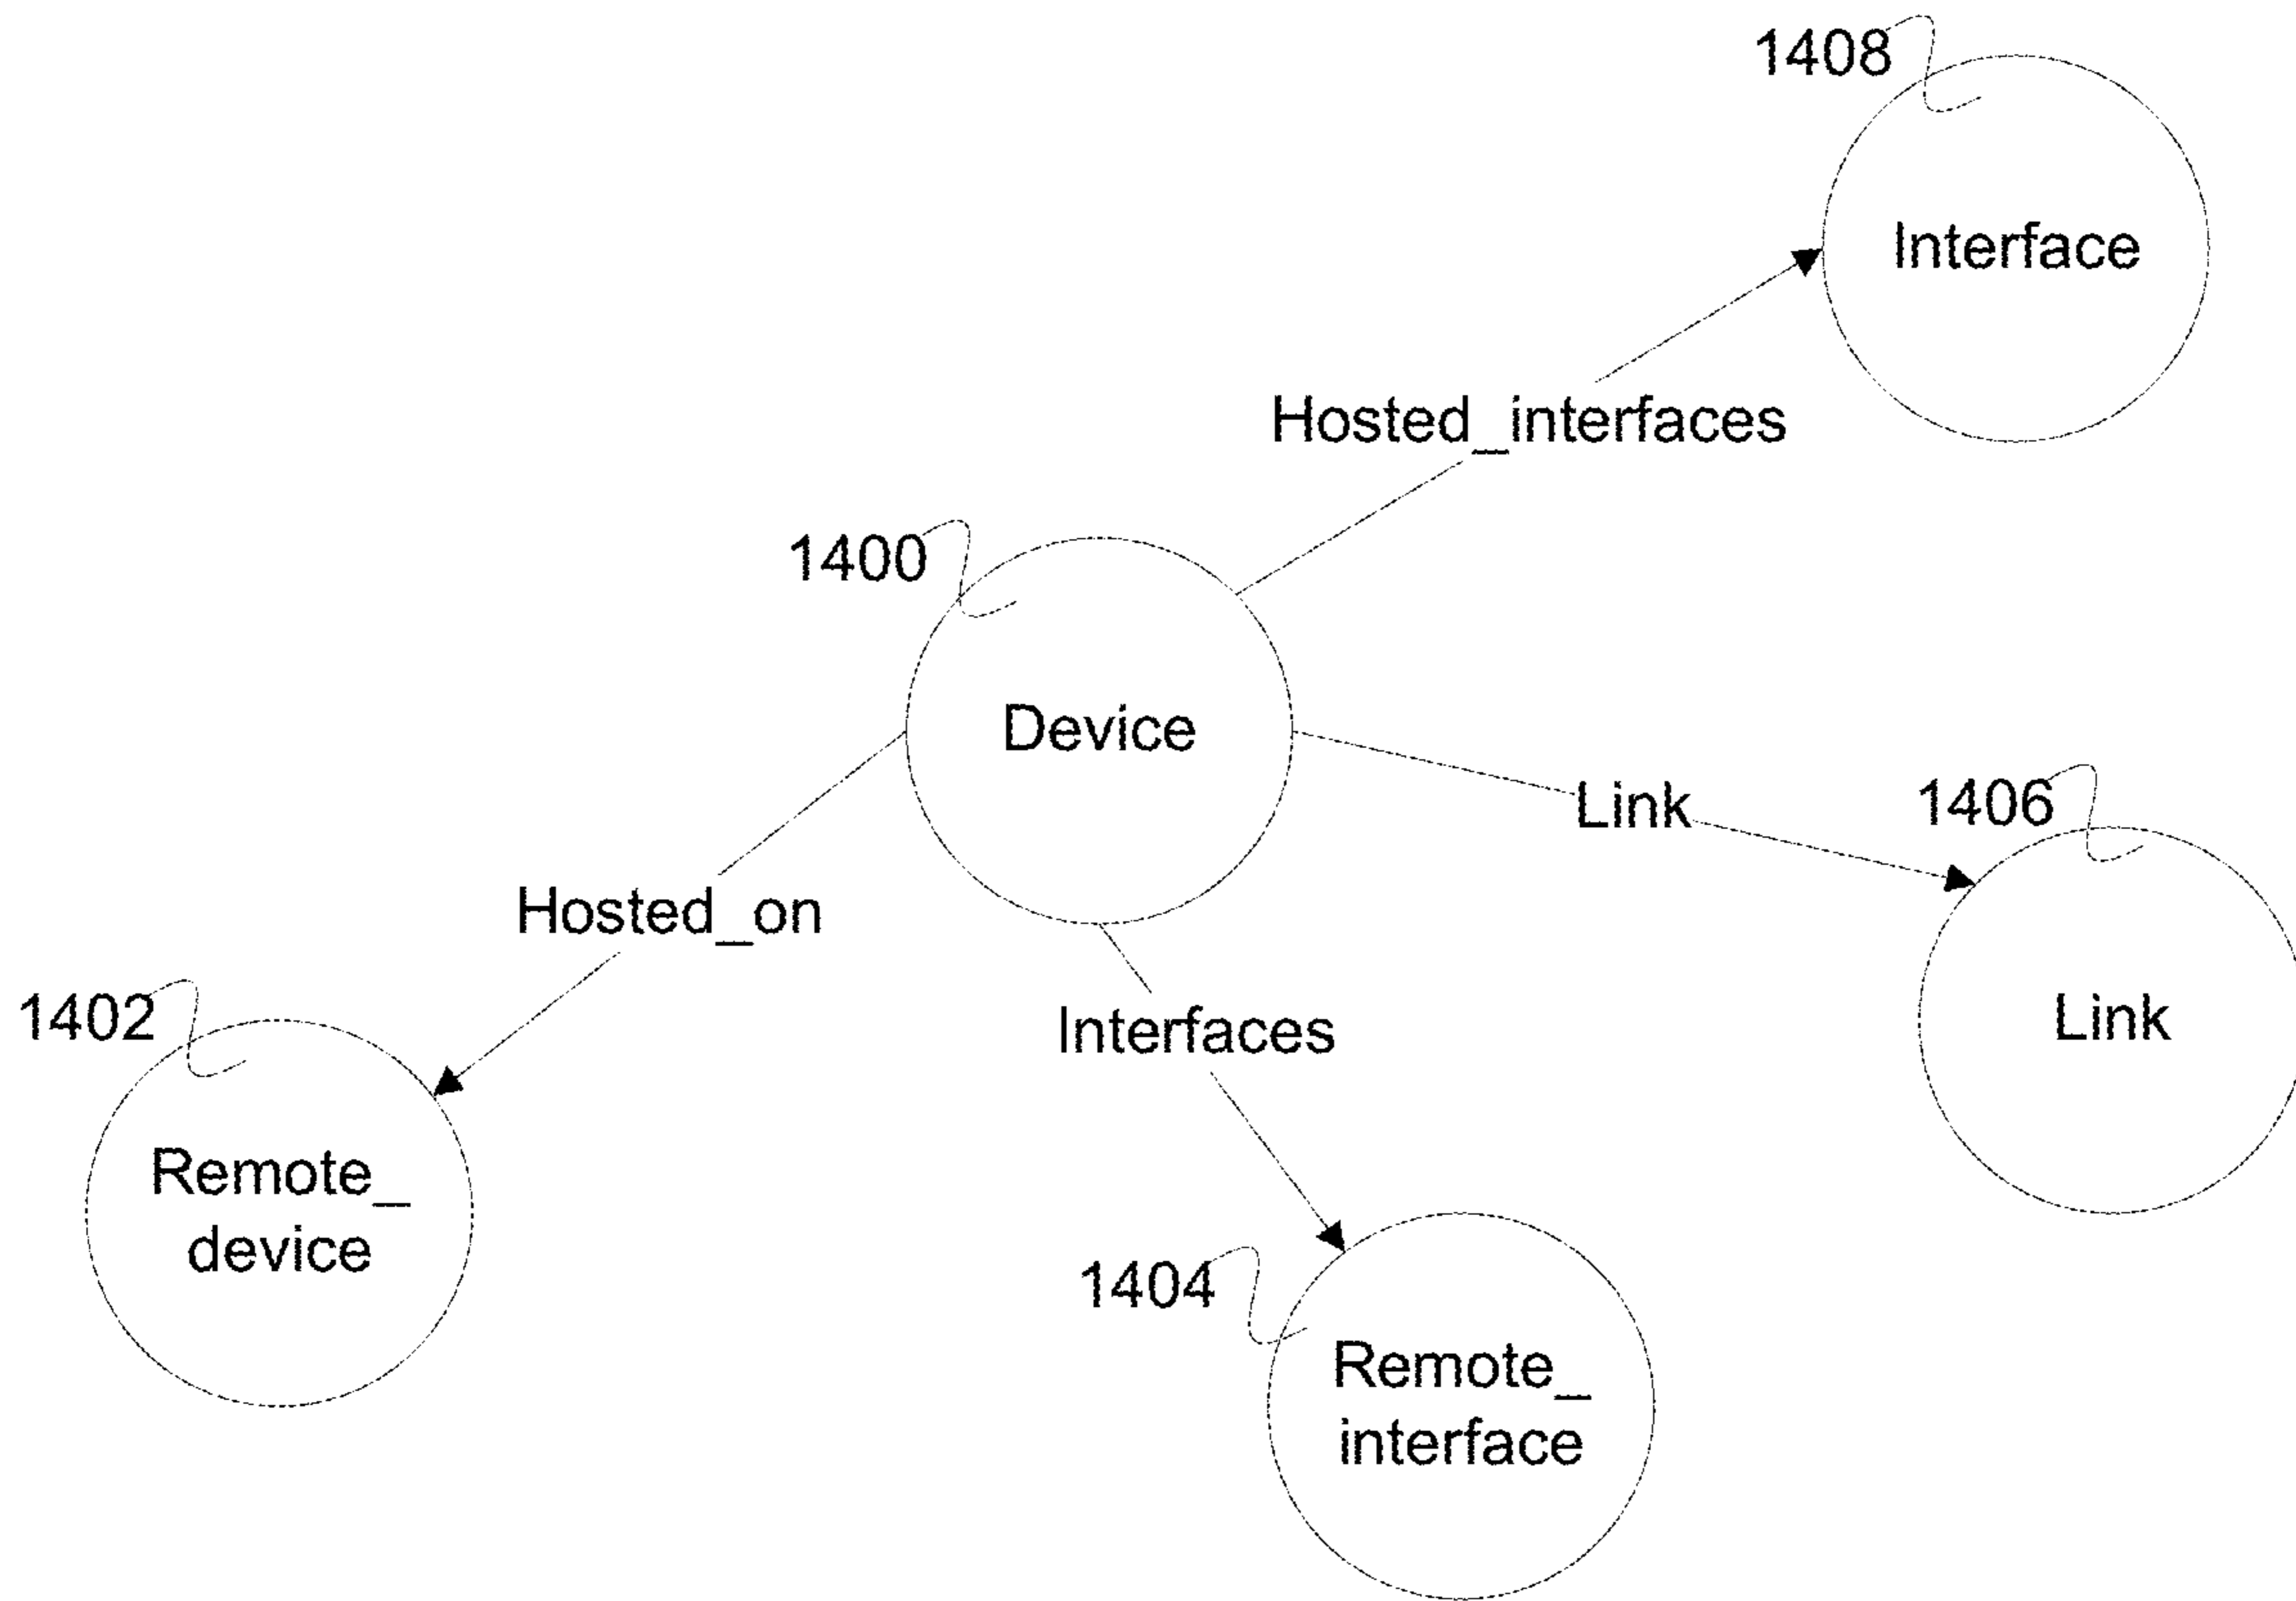 1408
Interface
Hosted_interfaces
1400
Device
Link
1406
Hosted_on
Link
1402
Interfaces
Remote_
device
1404
Remote_
interface